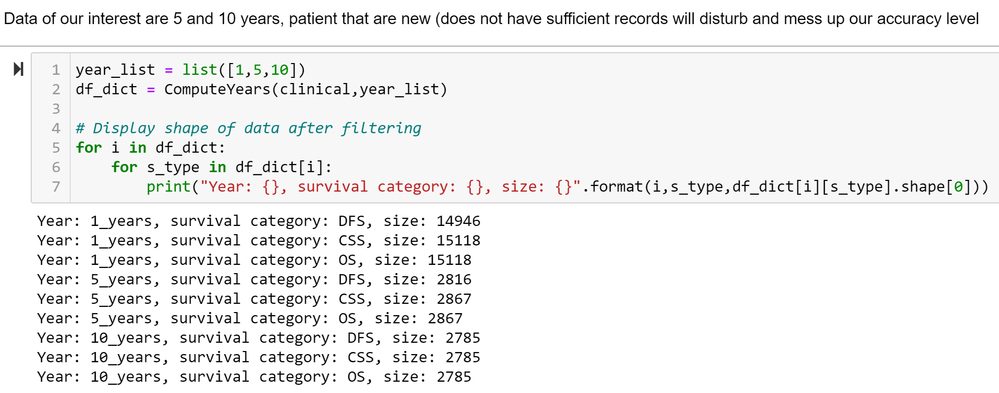 Data of our interest are 5 and 10 years, patient that are new (does not have sufficient records will disturb and mess up our accuracy level
1 year_list = list([1,5,10])
2 df_dict = ComputeYears(clinical,year_list)
3
4 # Display shape of data after filtering
5 for i in df_dict:
6     for s_type in df_dict[i]:
7         print("Year: {}, survival category: {}, size: {}".format(i,s_type,df_dict[i][s_type].shape[0]))
Year: 1_years, survival category: DFS, size: 14946
Year: 1_years, survival category: CSS, size: 15118
Year: 1_years, survival category: OS, size: 15118
Year: 5_years, survival category: DFS, size: 2816
Year: 5_years, survival category: CSS, size: 2867
Year: 5_years, survival category: OS, size: 2867
Year: 10_years, survival category: DFS, size: 2785
Year: 10_years, survival category: CSS, size: 2785
Year: 10_years, survival category: OS, size: 2785